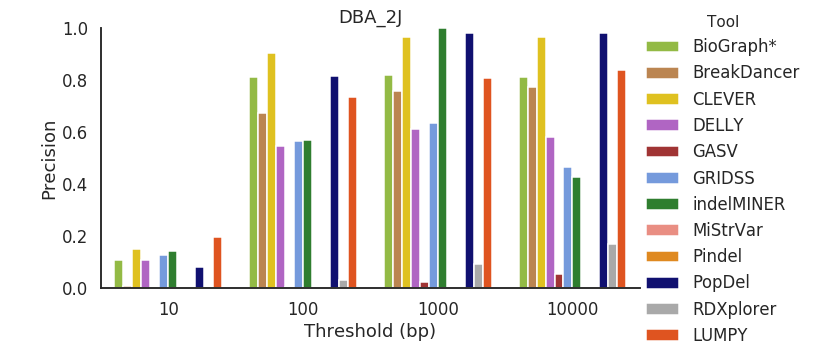 DBA_2J
Precision
1.0
0.8
0.6
0.4
0.2
0.0
10
100
1000
10000
Threshold (bp)
Tool
BioGraph*
BreakDancer
CLEVER
DELLY
GASV
GRIDSS
indelMINER
MiStrVar
Pindel
PopDel
RDXplorer
LUMPY